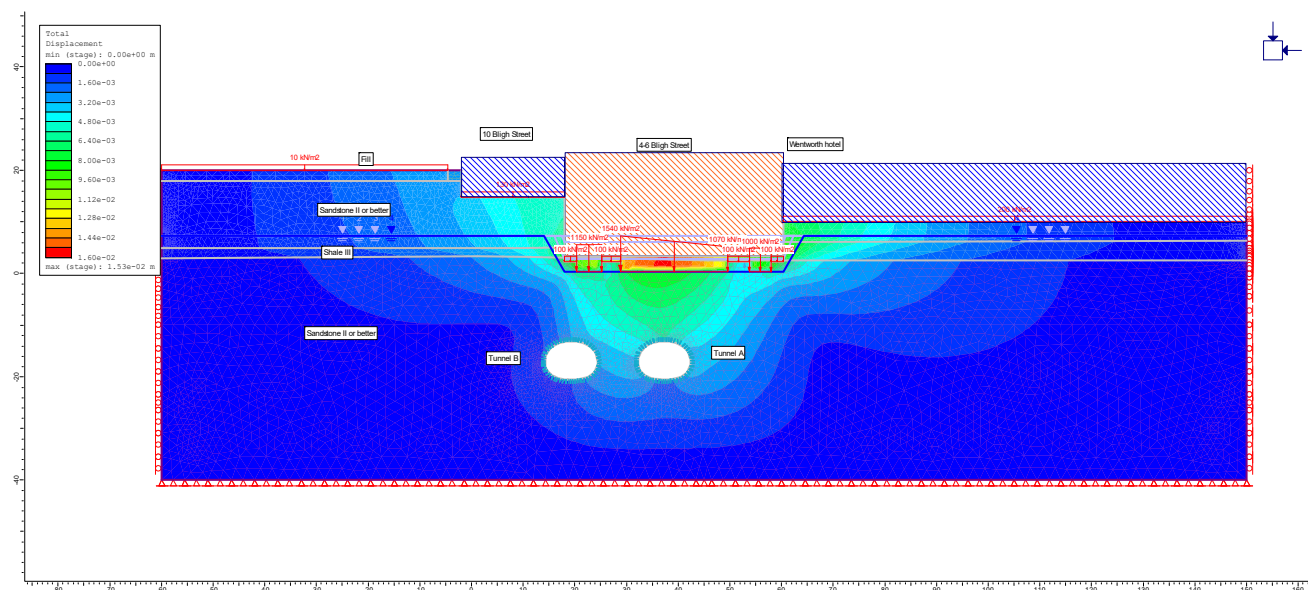 Total
Displacement
min (stage): 0.00e+00 m
0.00e+00
1.60e-03
3.20e-03
4.80e-03
6.40e-03
8.00e-03
9.60e-03
1.12e-02
1.28e-02
1.44e-02
1.60e-02
max (stage): 1.53e-02 m
10 Bligh Street
4-6 Bligh Street
Wentworth hotel
10 kN/m2
Fill
Sandstone II or better
Shale III
1540 kN/m2
1150 kN/m2
1070 kN/m2
1000 kN/m2
100 kN/m2
100 kN/m2
100 kN/m2
100 kN/m2
Sandstone II or better
Tunnel B
Tunnel A
40
20
0
-20
-40